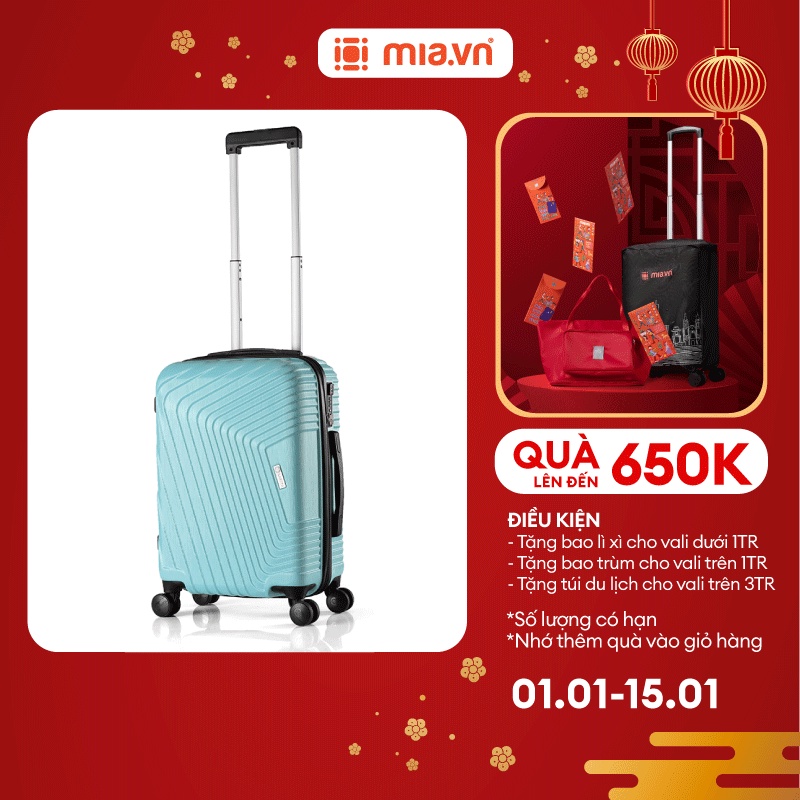 mia.vn
mia.vn
QUÀ
LÊN ĐẾN
650K
ĐIỀU KIỆN
- Tặng bao lì xì cho vali dưới 1TR
- Tặng bao trùm cho vali trên 1TR
- Tặng túi du lịch cho vali trên 3TR
*Số lượng có hạn
*Nhớ thêm quà vào giỏ hàng
01.01-15.01